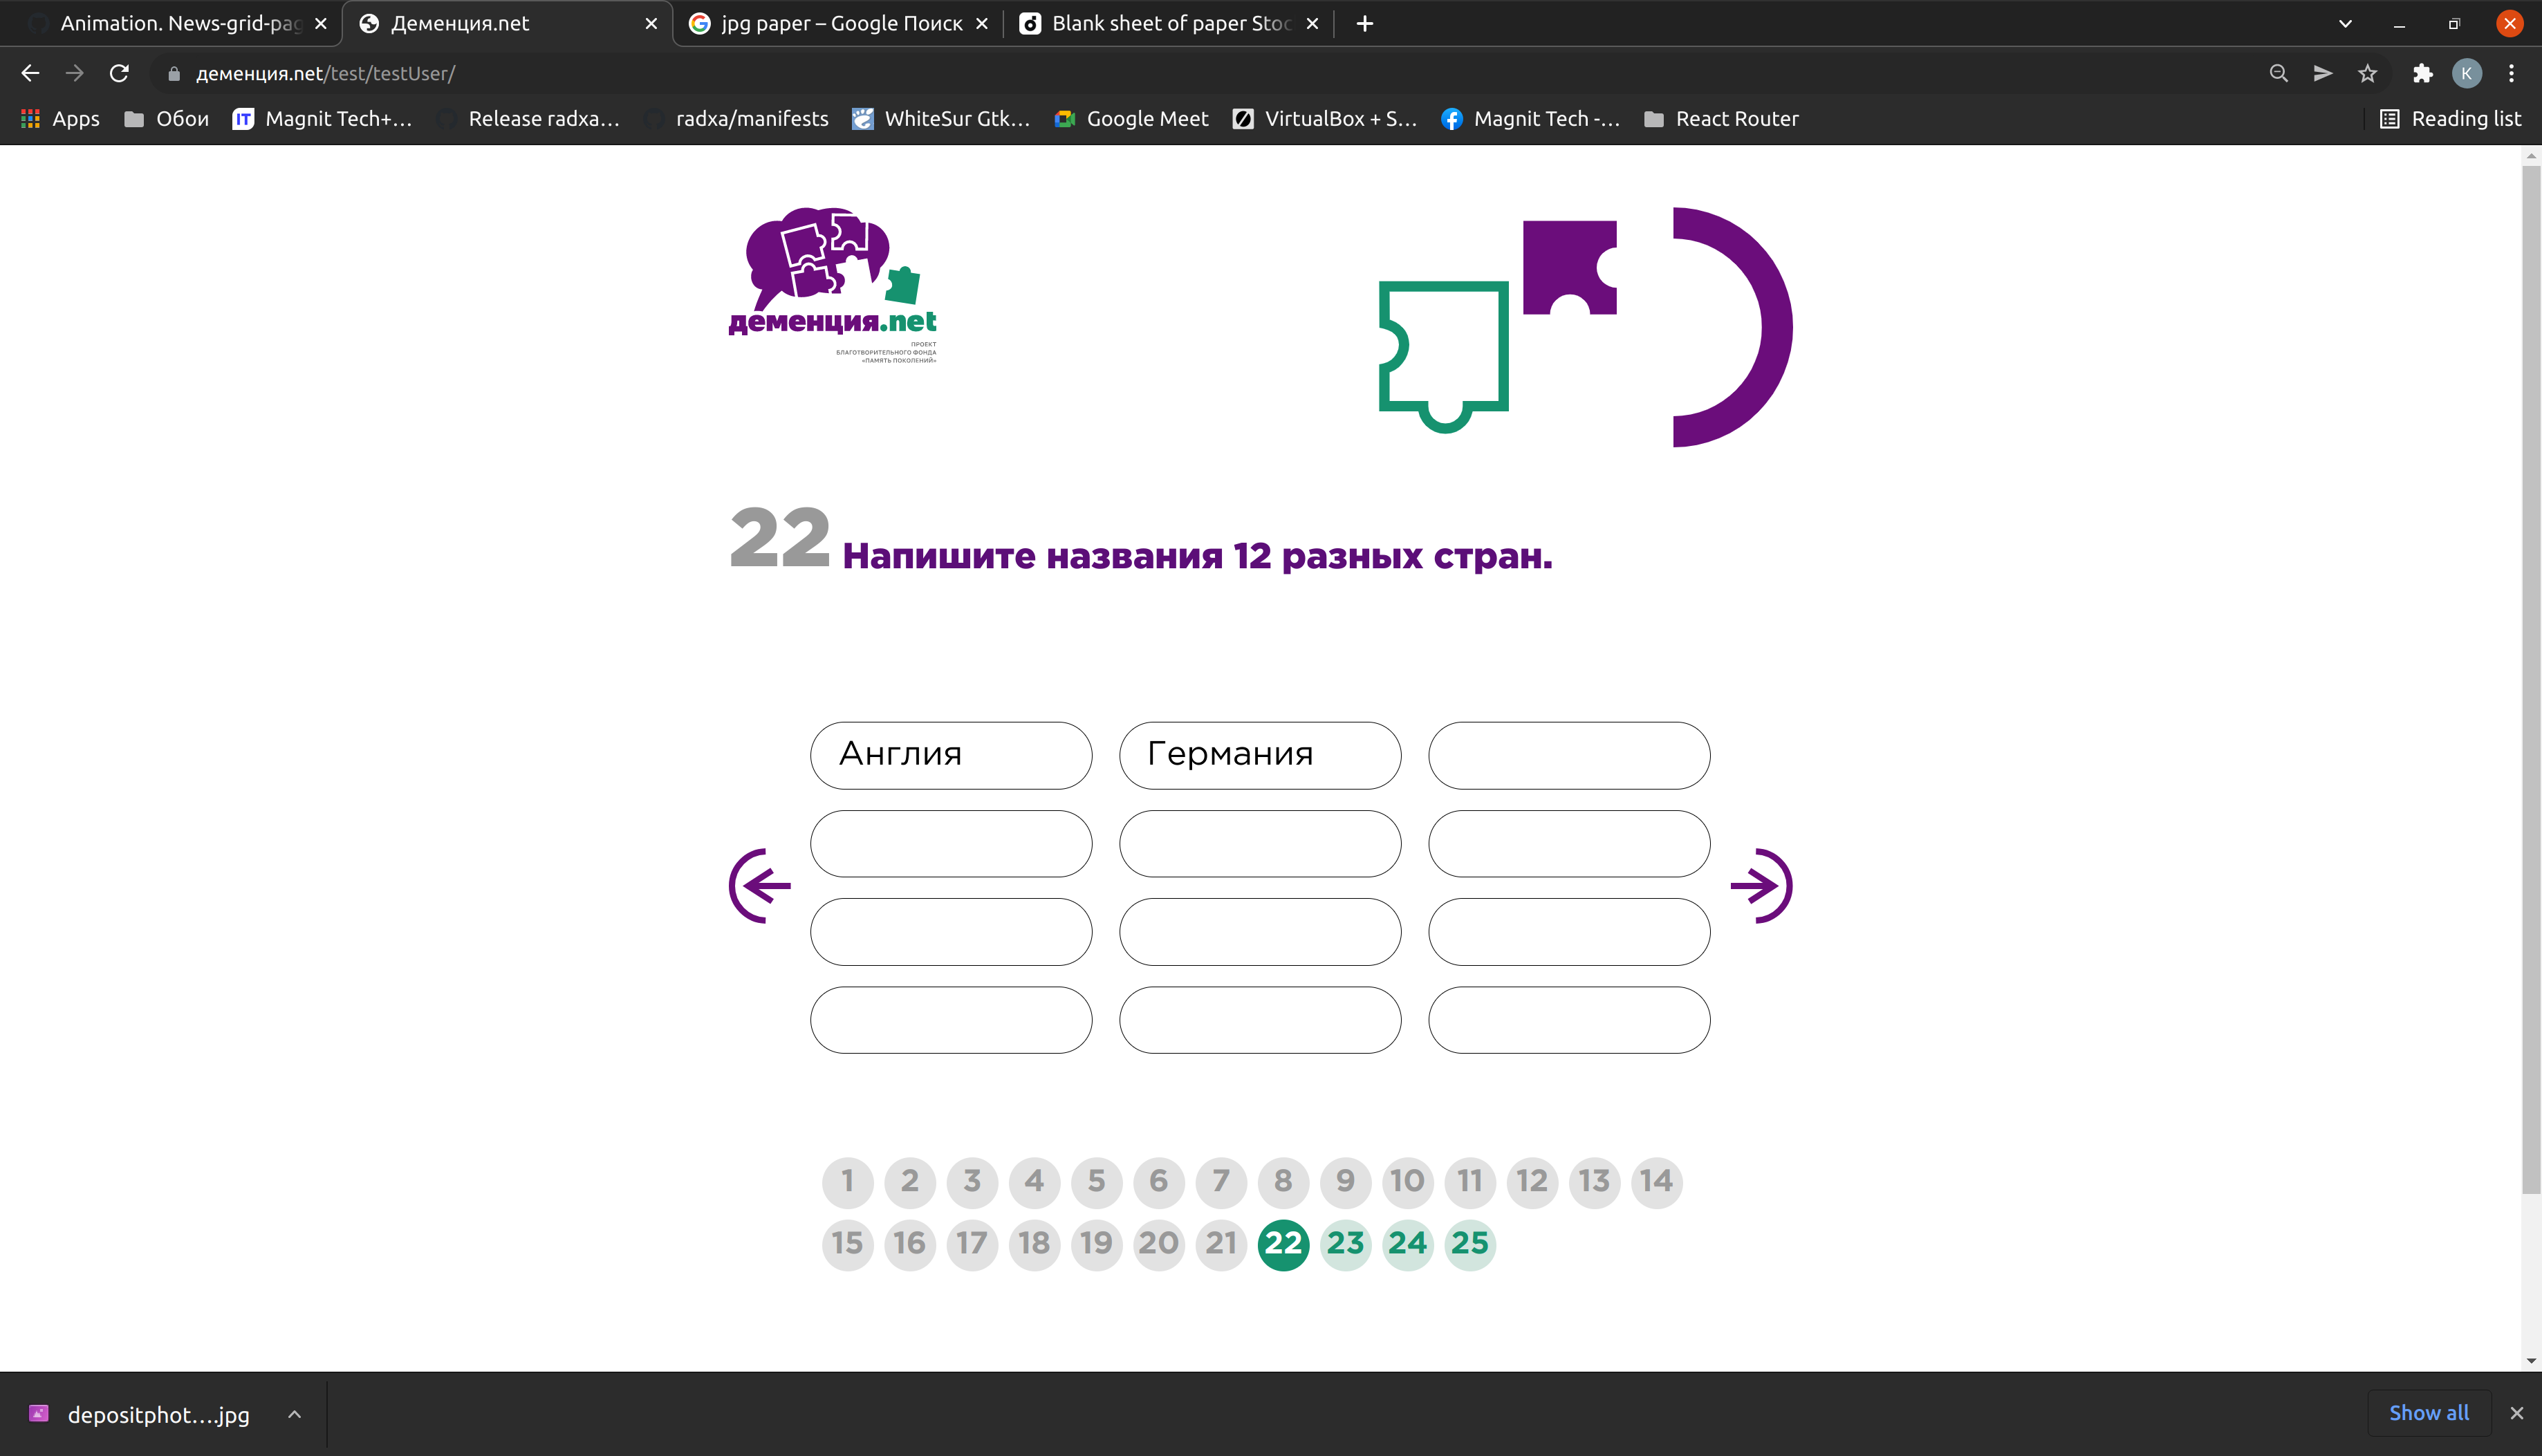 Animation. News-grid-pag
Деменция.net
jpg paper – Google Поиск
Blank sheet of paper Stoc
деменция.net/test/testUser/
K
Apps
Обои
IT
Magnit Tech+...
Release radxa...
radxa/manifests
WhiteSur Gtk...
Google Meet
VirtualBox + S...
Magnit Tech -...
React Router
Reading list
деменция.net
ПРОЕКТ
БЛАГОТВОРИТЕЛЬНОГО ФОНДА
«ПАМЯТЬ ПОКОЛЕНИЙ»
22 Напишите названия 12 разных стран.
Англия
Германия
1 2 3 4 5 6 7 8 9 10 11 12 13 14
15 16 17 18 19 20 21 22 23 24 25
depositphot....jpg
Show all